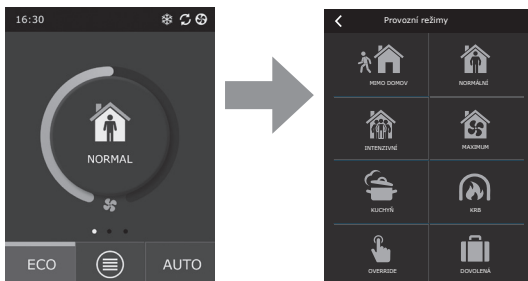 16:30
NORMAL
ECO
AUTO
Provozní režimy
MIMO DOMOV
NORMÁLNÍ
INTENZIVNÍ
MAXIMUM
KUCHYŇ
KRB
OVERRIDE
DOVOLENÁ